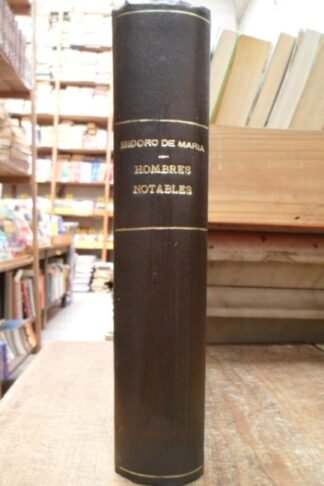 ISIDORO DE MARIA
HOMBRES
NOTABLES